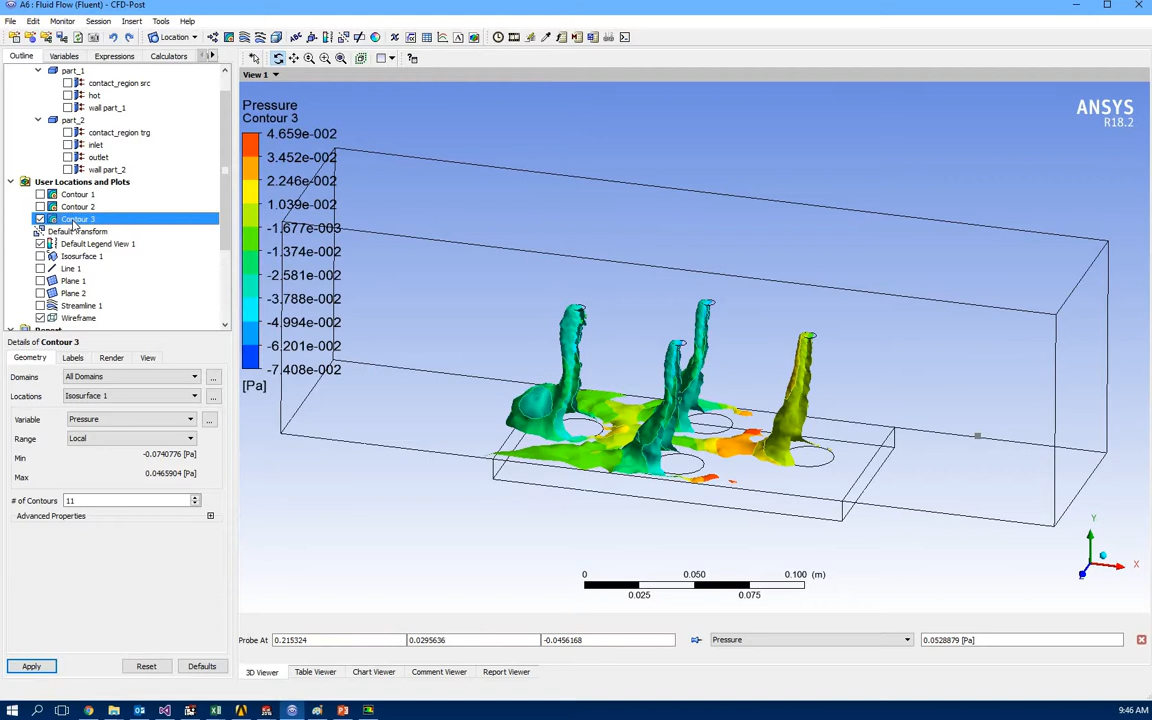 A6 : Fluid Flow (Fluent) - CFD-Post
File Edit Monitor Session Insert Tools Help
Location
Outline Variables Expressions Calculators
View 1
part_1
contact_region src
hot
wall part_1
part_2
contact_region trg
inlet
outlet
wall part_2
User Locations and Plots
Contour 1
Contour 2
Contour 3
Default Transform
Default Legend View 1
Isosurface 1
Line 1
Plane 1
Plane 2
Streamline 1
Wireframe
Report
Details of Contour 3
Geometry Labels Render View
Domains All Domains ...
Locations Isosurface 1 ...
Variable Pressure ...
Range Local
Min -0.0740776 [Pa]
Max 0.0465904 [Pa]
# of Contours 11
Advanced Properties
Apply Reset Defaults
Pressure
Contour 3
4.659e-002
3.452e-002
2.246e-002
1.039e-002
-1.677e-003
-1.374e-002
-2.581e-002
-3.788e-002
-4.994e-002
-6.201e-002
-7.408e-002
[Pa]
ANSYS
R18.2
Y
X
Z
0 0.050 0.100 (m)
0.025 0.075
Probe At 0.215324 0.0295636 -0.0456168 Pressure 0.0528879 [Pa]
3D Viewer Table Viewer Chart Viewer Comment Viewer Report Viewer
9:46 AM